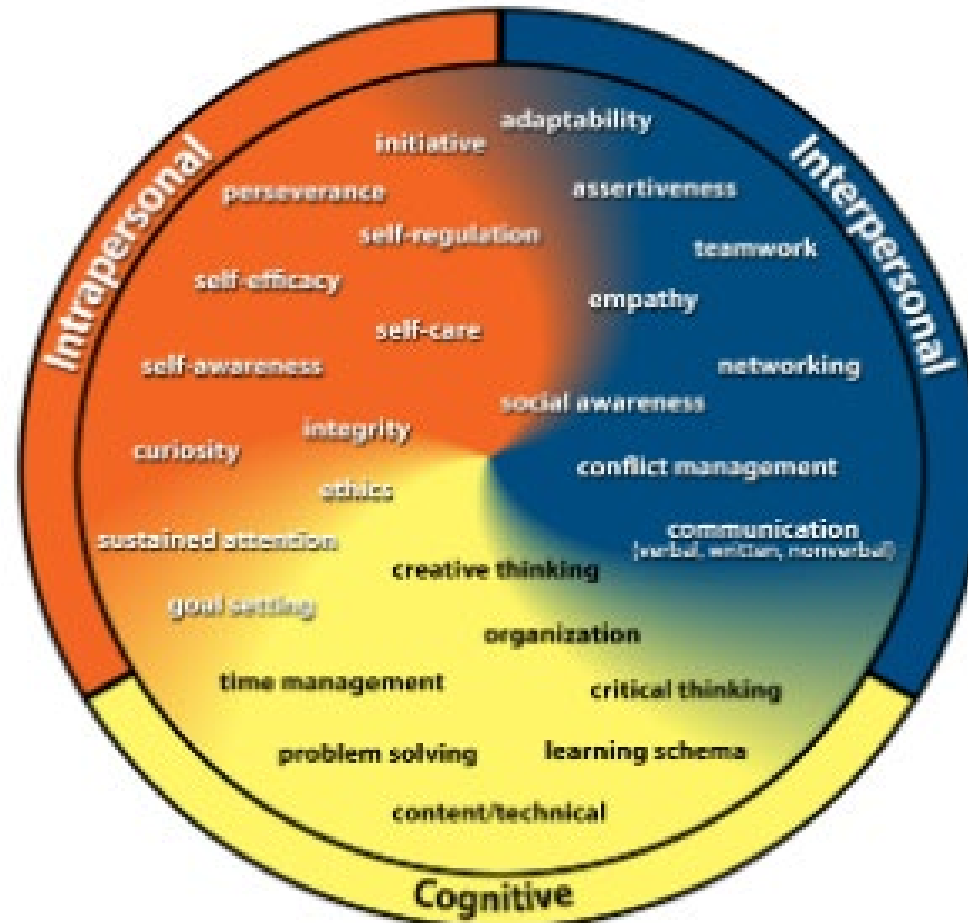 Intrapersonal
Interpersonal
Cognitive
adaptability
initiative
assertiveness
perseverance
self-regulation
teamwork
self-efficacy
empathy
self-care
self-awareness
networking
social awareness
integrity
curiosity
conflict management
ethics
communication
(verbal, written, nonverbal)
sustained attention
creative thinking
goal setting
organization
time management
critical thinking
problem solving
learning schema
content/technical